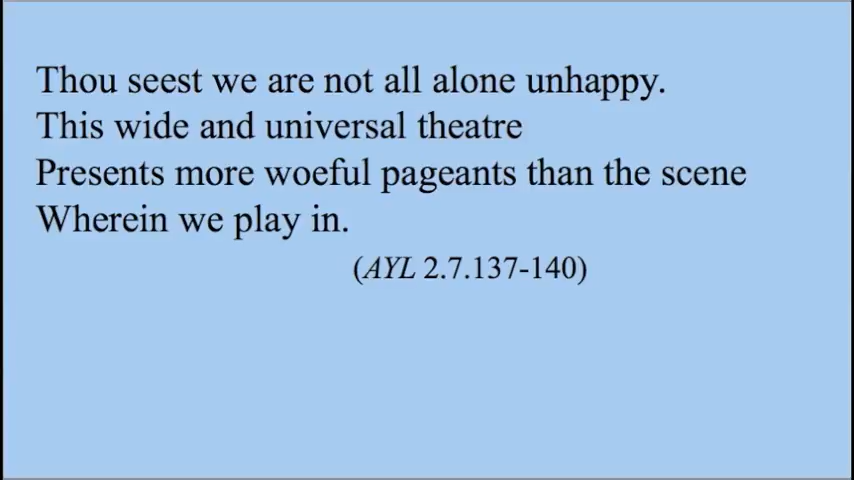 Thou seest we are not all alone unhappy.
This wide and universal theatre
Presents more woeful pageants than the scene
Wherein we play in.
(AYL 2.7.137-140)